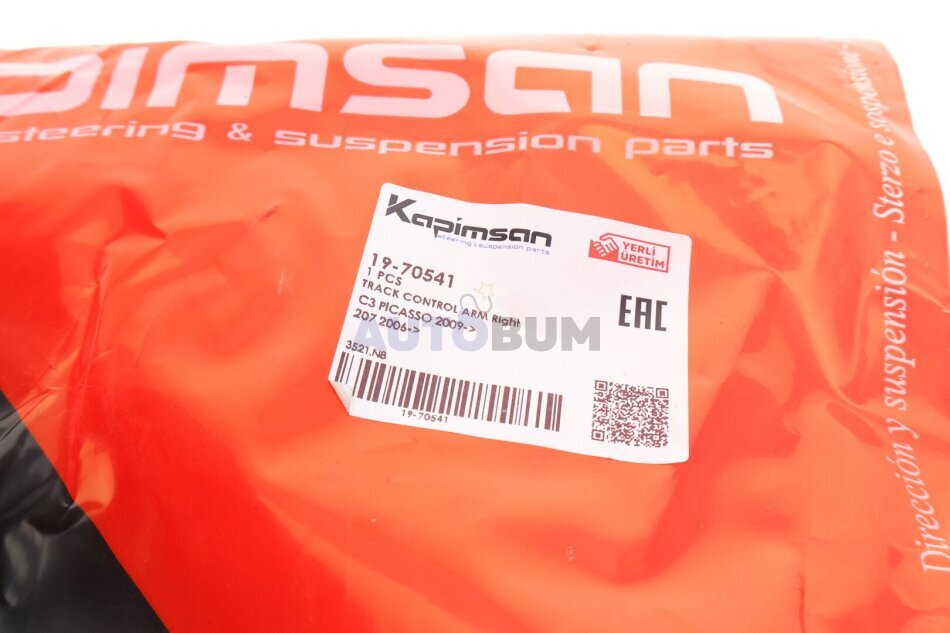 pimsan
steering & suspension parts
Kapimsan
steering & suspension parts
YERLİ
ÜRETİM
19-70541
1 PCS
TRACK CONTROL ARM Right
C3 PICASSO 2009->
207 2006->
EAC
AUTOBUM
3521.NB
19-70541
Dirección y suspensión - Sterzo e sospensione